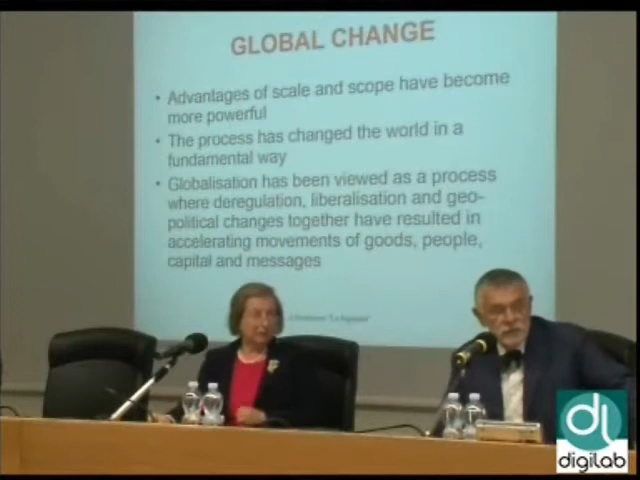 GLOBAL CHANGE
• Advantages of scale and scope have become
more powerful
• The process has changed the world in a
fundamental way
• Globalisation has been viewed as a process
where deregulation, liberalisation and geo-
political changes together have resulted in
accelerating movements of goods, people,
capital and messages
dl
digilab